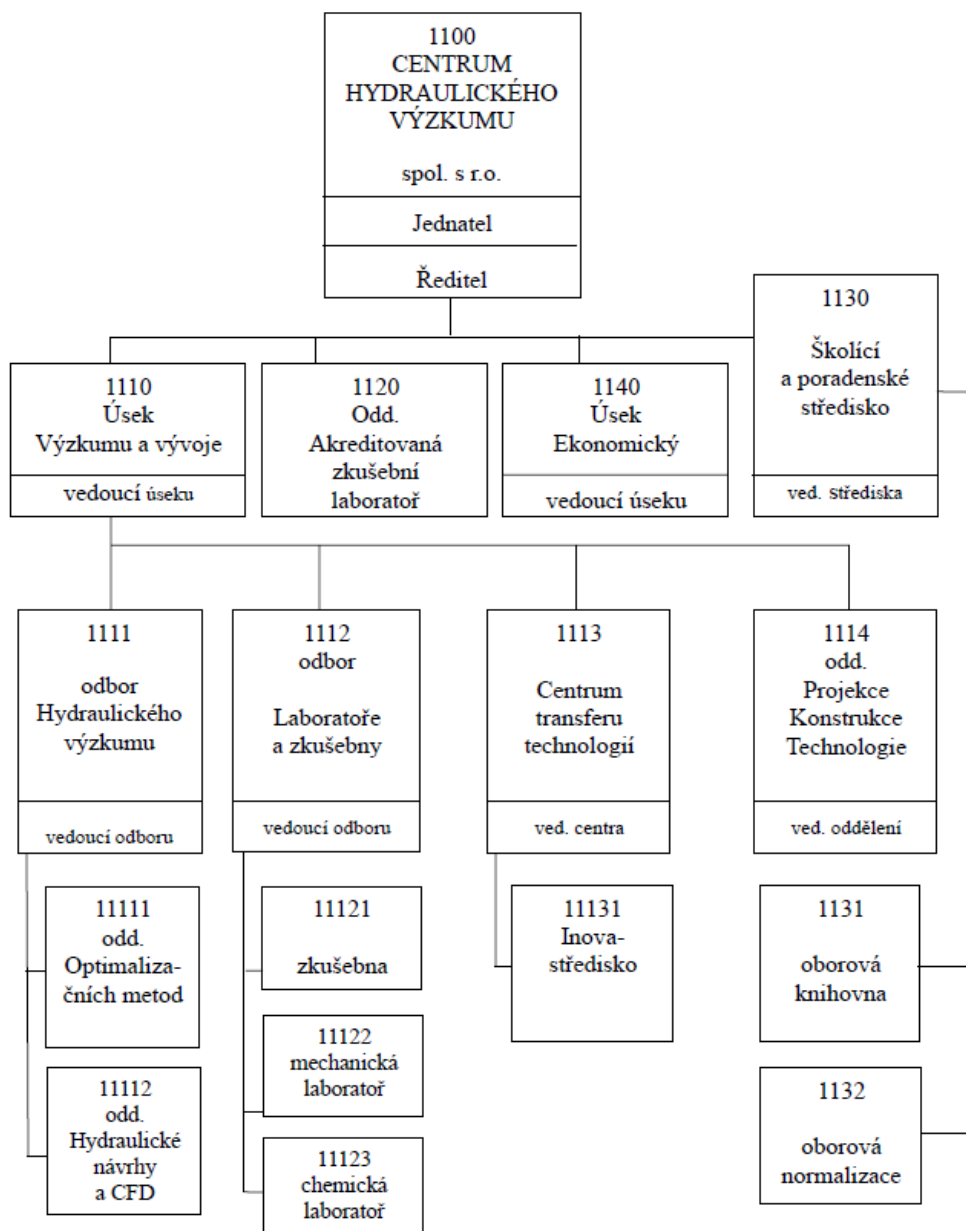 1100
CENTRUM
HYDRAULICKÉHO
VÝZKUMU
spol. s r.o.
Jednatel
Ředitel
1130
Školící
a poradenské
středisko
ved. střediska
1110
Úsek
Výzkumu a vývoje
vedoucí úseku
1120
Odd.
Akreditovaná
zkušební
laboratoř
1140
Úsek
Ekonomický
vedoucí úseku
1111
odbor
Hydraulického
výzkumu
vedoucí odboru
1112
odbor
Laboratoře
a zkušebny
vedoucí odboru
1113
Centrum
transferu
technologií
ved. centra
1114
odd.
Projekce
Konstrukce
Technologie
ved. oddělení
11111
odd.
Optimaliza-
čních metod
11121
zkušebna
11131
Inova-
středisko
1131
oborová
knihovna
11112
odd.
Hydraulické
návrhy
a CFD
11122
mechanická
laboratoř
11123
chemická
laboratoř
1132
oborová
normalizace